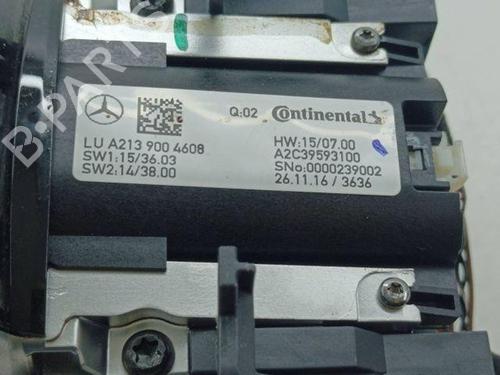 B-PARTS
Q:02
Continental
LU A213 900 4608
SW1:15/36.03
SW2:14/38.00
HW:15/07.00
A2C39593100
SNo:0000239002
26.11.16 / 3636